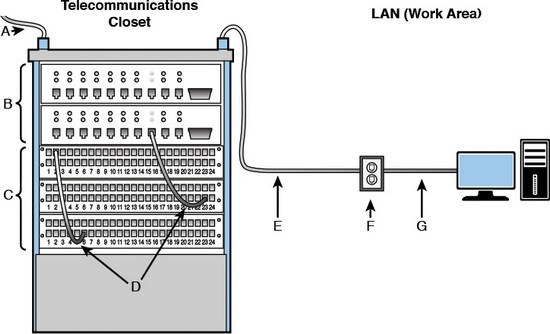 Telecommunications
Closet
LAN (Work Area)
A
B
C
1 2 3 4 5 6 7 8 9 10 11 12 13 14 15 16 17 18 19 20 21 22 23 24
1 2 3 4 5 6 7 8 9 10 11 12 13 14 15 16 17 18 19 20 21 22 23 24
1 2 3 4 5 6 7 8 9 10 11 12 13 14 15 16 17 18 19 20 21 22 23 24
D
E
F
G